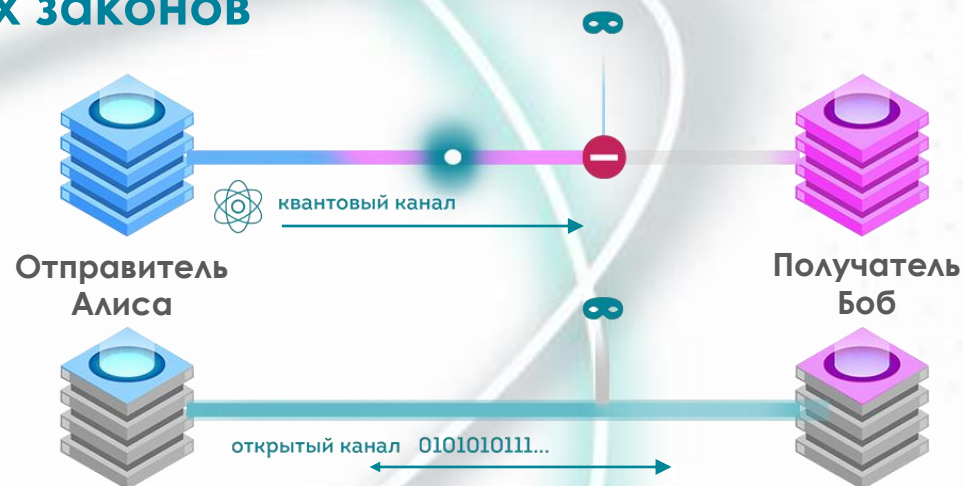 х законов
квантовый канал
Отправитель
Алиса
Получатель
Боб
открытый канал 0101010111...